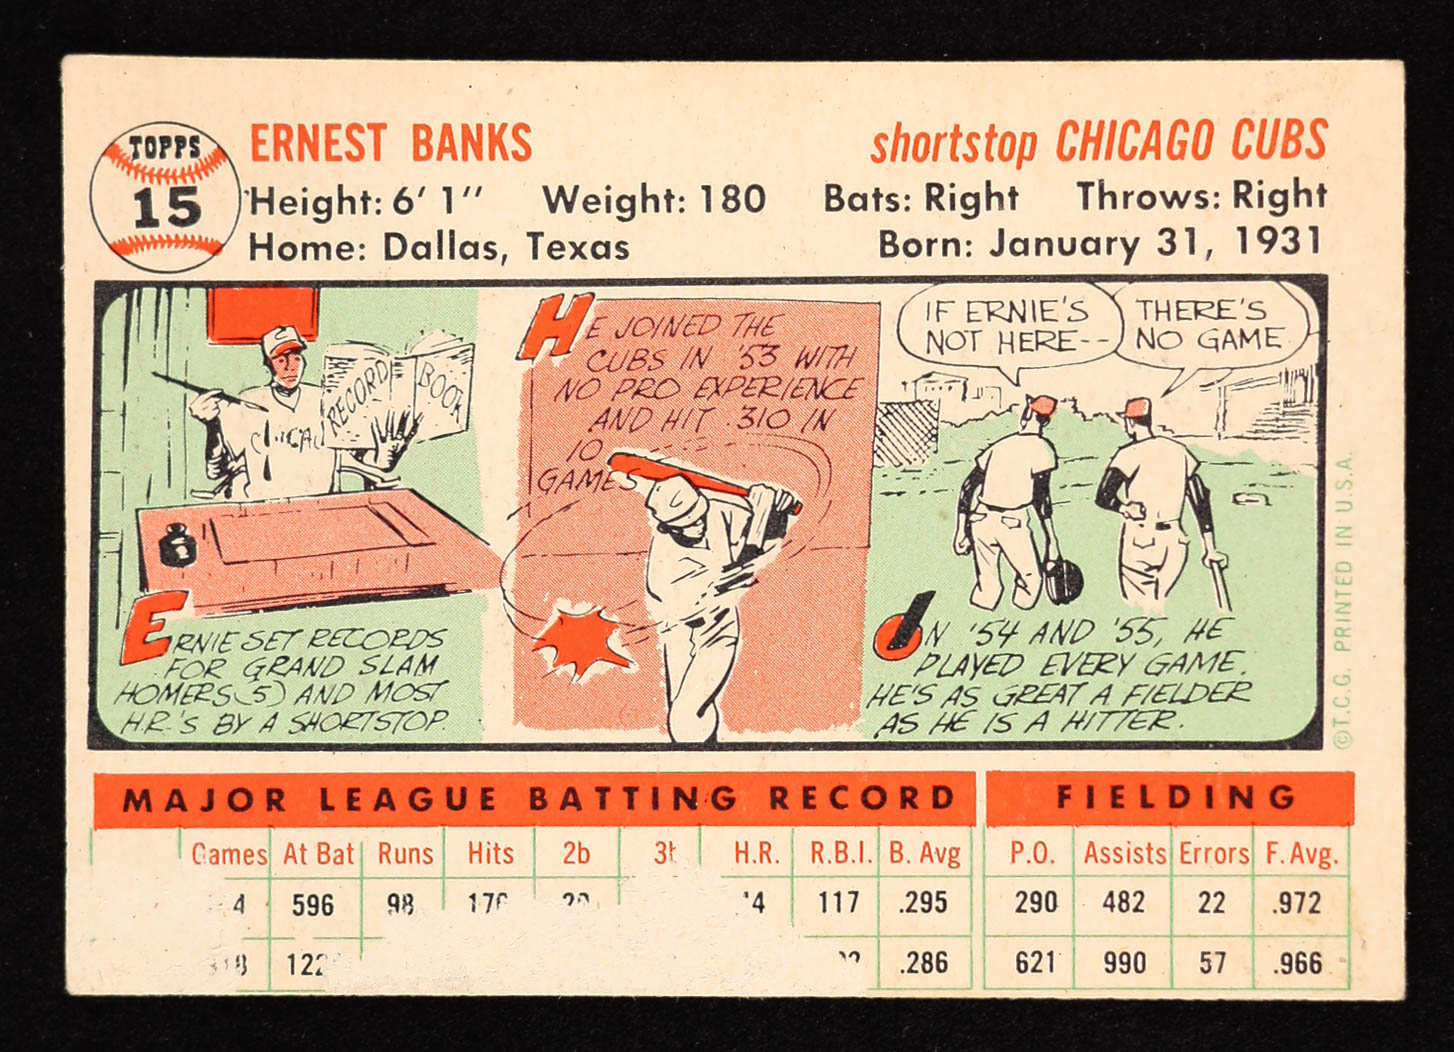 TOPPS
15
ERNEST BANKS
shortstop CHICAGO CUBS
Height: 6' 1" Weight: 180 Bats: Right Throws: Right
Home: Dallas, Texas Born: January 31, 1931
RECORD BOOK
CHICAG
ERNIE SET RECORDS
FOR GRAND SLAM
HOMERS (5) AND MOST
H.R.'S BY A SHORTSTOP.
HE JOINED THE
CUBS IN '53 WITH
NO PRO EXPERIENCE
AND HIT .310 IN
10
GAMES
IF ERNIE'S
NOT HERE--
THERE'S
NO GAME
ON '54 AND '55, HE
PLAYED EVERY GAME.
HE'S AS GREAT A FIELDER
AS HE IS A HITTER.
©T.C.G. PRINTED IN U.S.A.
MAJOR LEAGUE BATTING RECORD FIELDING
Games At Bat Runs Hits 2b 3b H.R. R.B.I. B. Avg P.O. Assists Errors F. Avg.
4 596 98 176 4 117 .295 290 482 22 .972
.286 621 990 57 .966